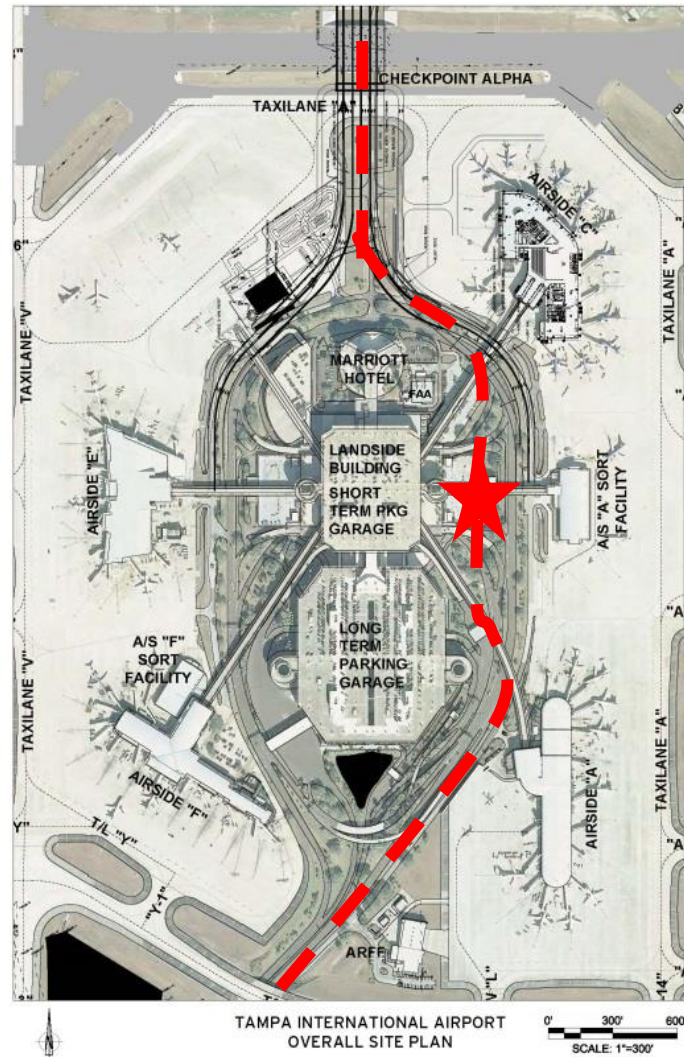 CHECKPOINT ALPHA
TAXILANE "A"
AIRSIDE "C"
6"
TAXILANE "V"
TAXILANE "A"
MARRIOTT
HOTEL
FAA
LANDSIDE
BUILDING
SHORT
TERM PKG
GARAGE
AIRSIDE "E"
A/S "A" SORT
FACILITY
LONG
TERM
PARKING
GARAGE
A/S "F"
SORT
FACILITY
TAXILANE "V"
TAXILANE "A"
AIRSIDE "F"
AIRSIDE "A"
T/L "Y"
"Y-1"
ARFF
TAMPA INTERNATIONAL AIRPORT
OVERALL SITE PLAN
0' 300' 600
SCALE: 1"=300'